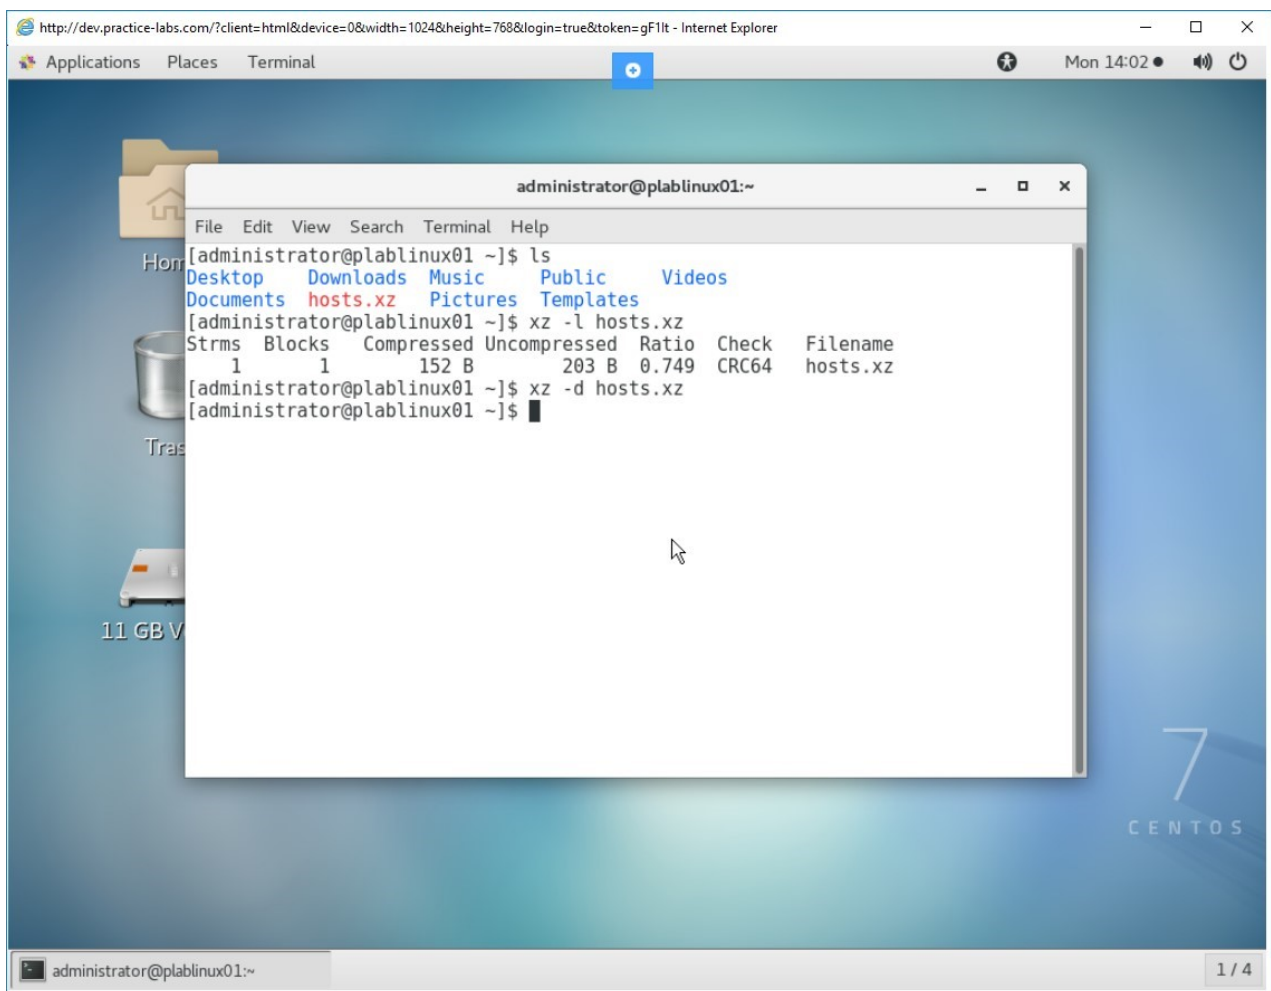 http://dev.practice-labs.com/?client=html&device=0&width=1024&height=768&login=true&token=gF1lt - Internet Explorer
Applications Places Terminal Mon 14:02
administrator@plablinux01:~
File Edit View Search Terminal Help
[administrator@plablinux01 ~]$ ls
Desktop Downloads Music Public Videos
Documents hosts.xz Pictures Templates
[administrator@plablinux01 ~]$ xz -l hosts.xz
Strms Blocks Compressed Uncompressed Ratio Check Filename
1 1 152 B 203 B 0.749 CRC64 hosts.xz
[administrator@plablinux01 ~]$ xz -d hosts.xz
[administrator@plablinux01 ~]$
Hom
Tras
11 GB V
7
CENTOS
administrator@plablinux01:~
1 / 4